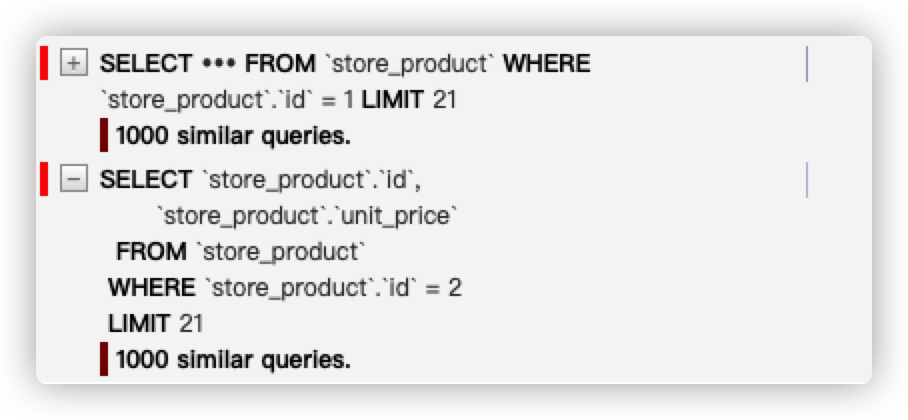 + SELECT ••• FROM `store_product` WHERE
`store_product`.`id` = 1 LIMIT 21
1000 similar queries.
− SELECT `store_product`.`id`,
`store_product`.`unit_price`
FROM `store_product`
WHERE `store_product`.`id` = 2
LIMIT 21
1000 similar queries.